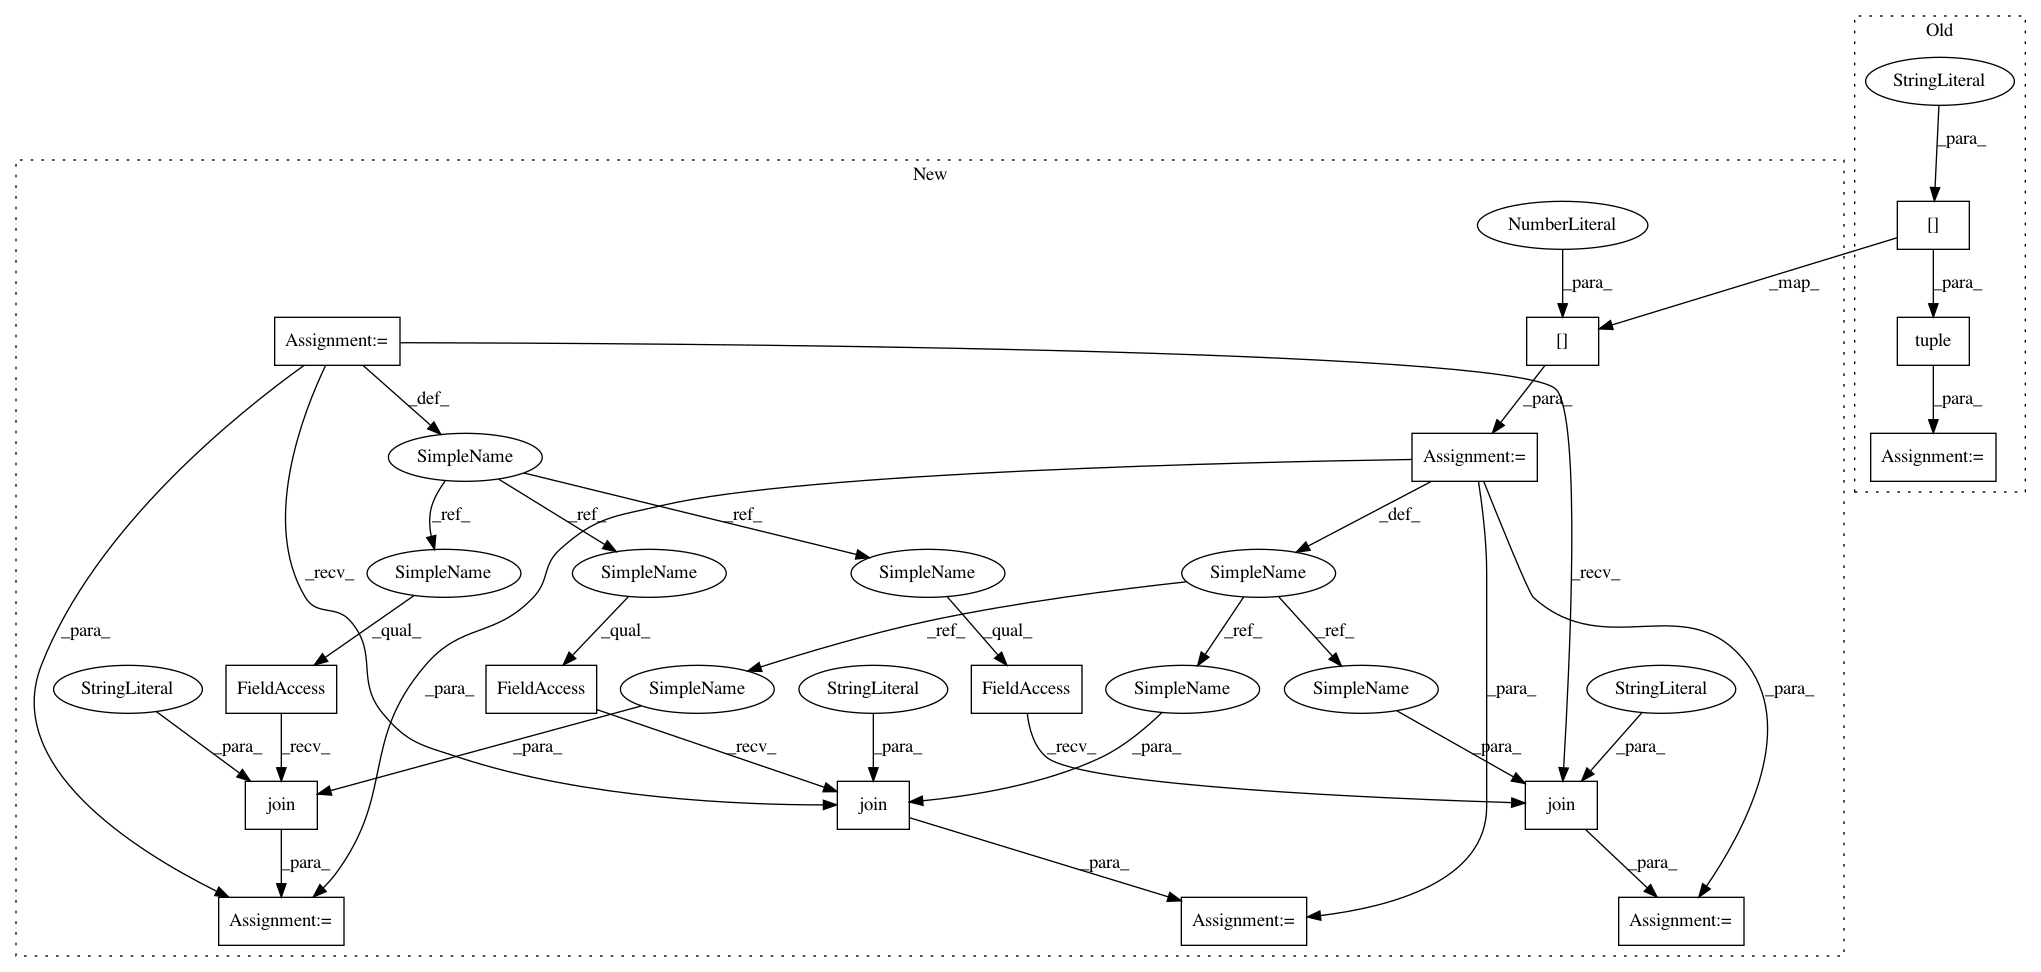 Old
StringLiteral
_para_
New
NumberLiteral
[]
_para_
_map_
_para_
Assignment:=
[]
tuple
_def_
_para_
_para_
SimpleName
Assignment:=
Assignment:=
_ref_
_ref_
_ref_
_def_
SimpleName
SimpleName
SimpleName
SimpleName
_recv_
_recv_
_para_
_qual_
_qual_
_ref_
_qual_
_ref_
_ref_
StringLiteral
FieldAccess
FieldAccess
SimpleName
StringLiteral
FieldAccess
SimpleName
SimpleName
StringLiteral
_para_
_para_
_para_
_para_
_recv_
_para_
_recv_
_para_
_recv_
_para_
_para_
_para_
join
join
join
_para_
_para_
_para_
Assignment:=
Assignment:=
Assignment:=